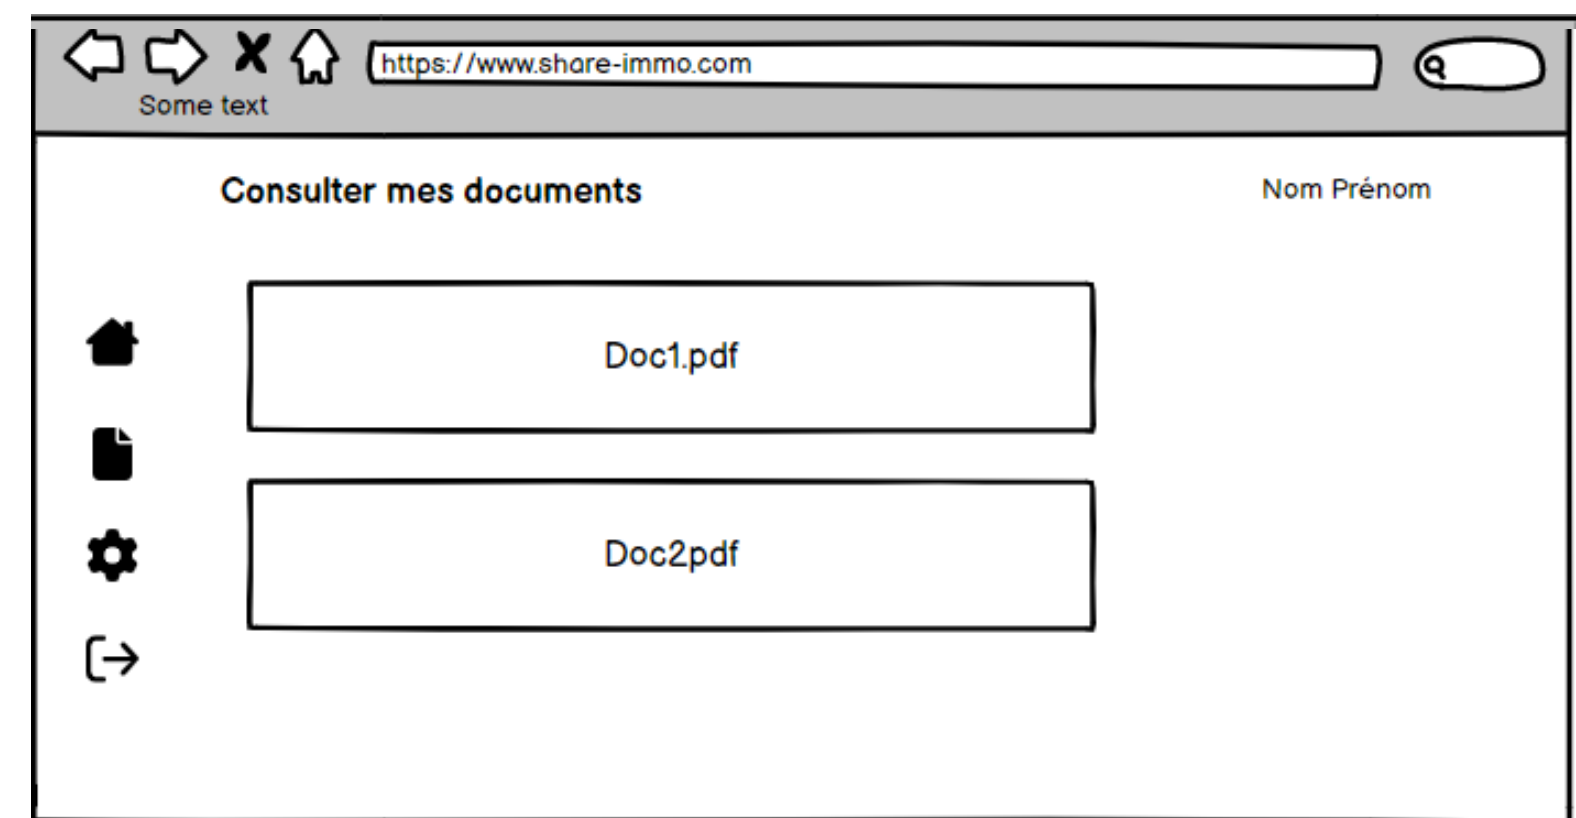 https://www.share-immo.com
Some text
Consulter mes documents
Nom Prénom
Doc1.pdf
Doc2pdf